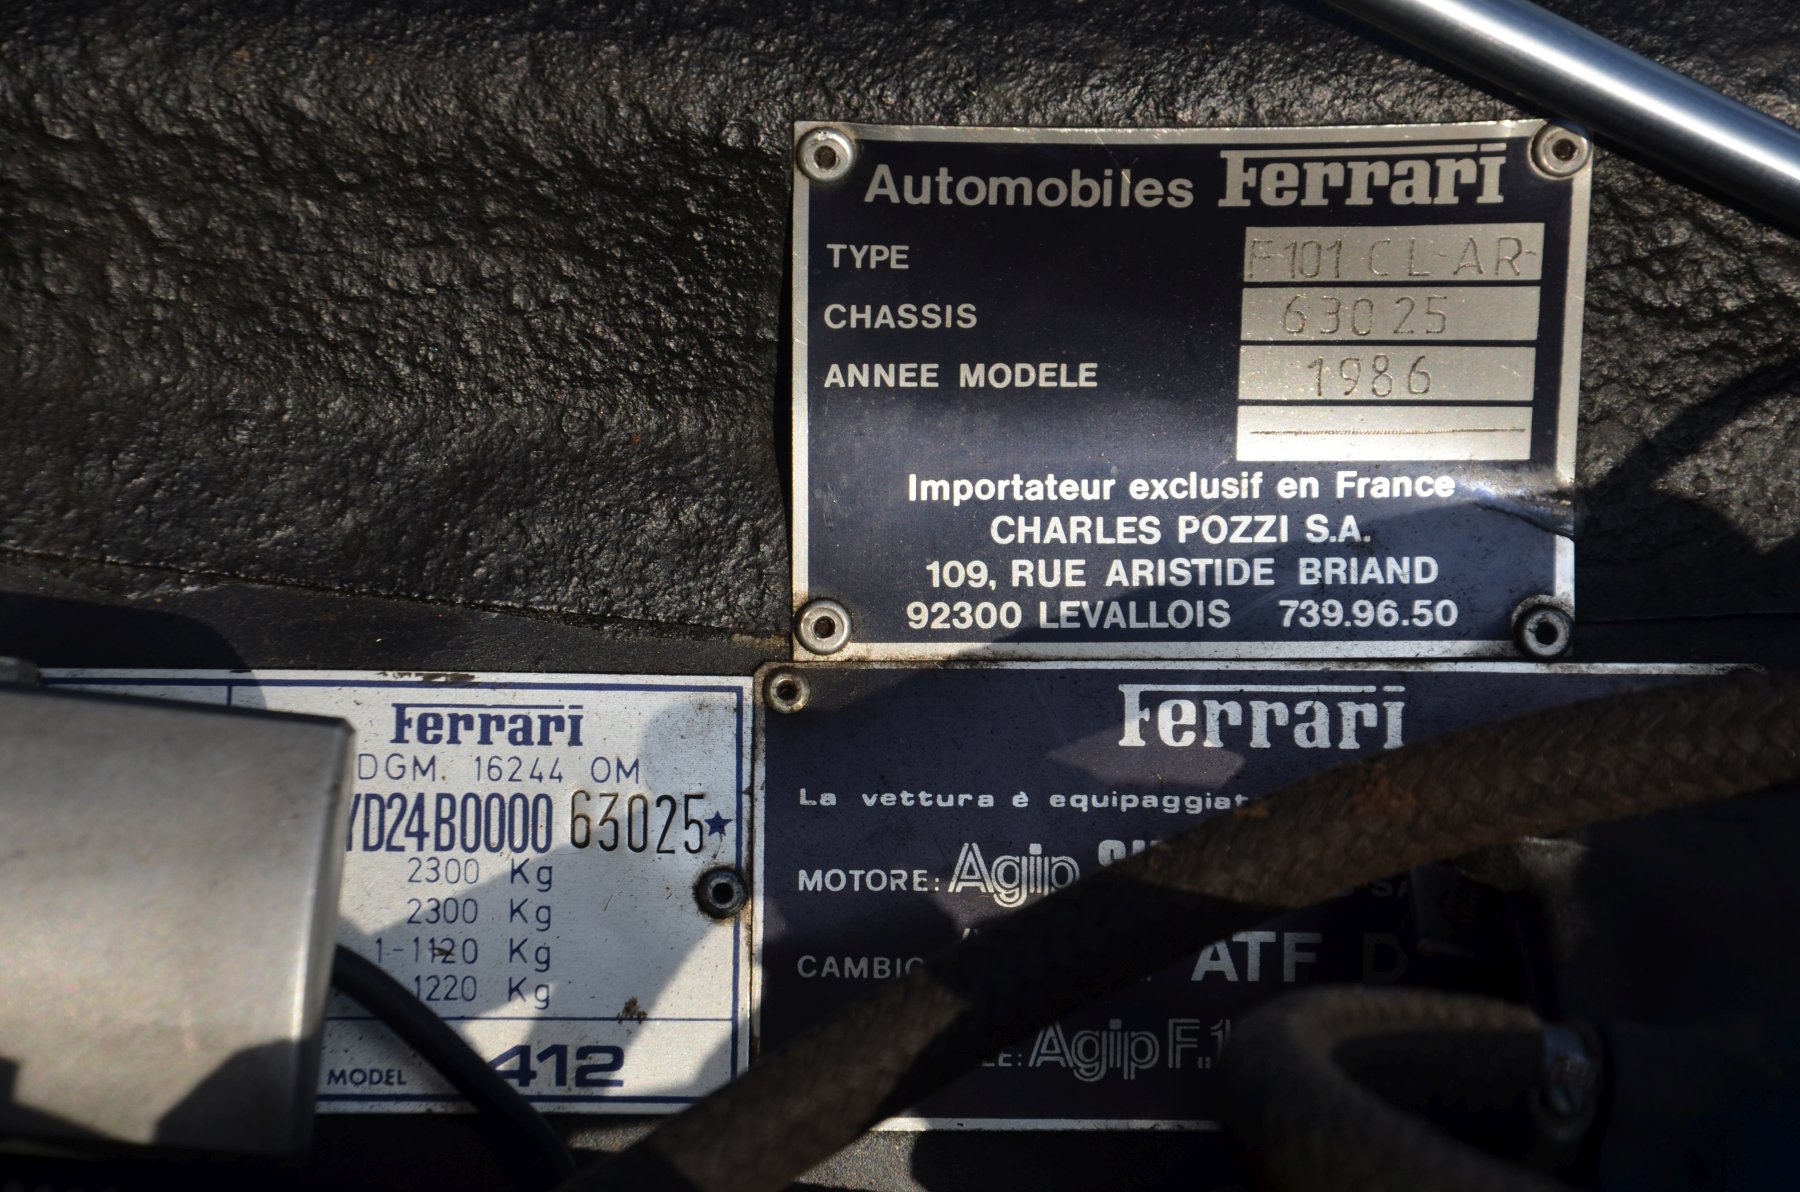 Automobiles Ferrari
TYPE F101 CL-AR-
CHASSIS 63025
ANNEE MODELE 1986
Importateur exclusif en France
CHARLES POZZI S.A.
109, RUE ARISTIDE BRIAND
92300 LEVALLOIS 739.96.50
Ferrari
DGM. 16244 OM
YD24B0000 63025★
2300 Kg
2300 Kg
1-1120 Kg
1220 Kg
MODEL 412
Ferrari
La vettura è equipaggiat
MOTORE: Agip
CAMBIO ATF D
LE: Agip F.1